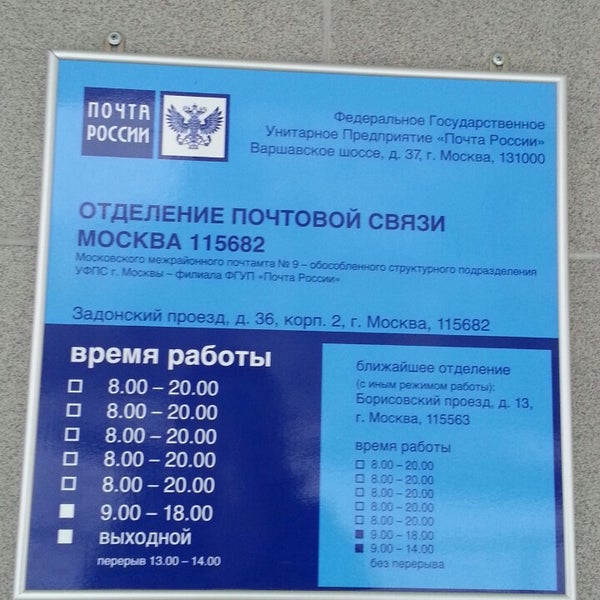 ПОЧТА
РОССИИ
Федеральное Государственное
Унитарное Предприятие «Почта России»
Варшавское шоссе, д. 37, г. Москва, 131000
ОТДЕЛЕНИЕ ПОЧТОВОЙ СВЯЗИ
МОСКВА 115682
Московского межрайонного почтамта № 9 – обособленного структурного подразделения
УФПС г. Москвы – филиала ФГУП «Почта России»
Задонский проезд, д. 36, корп. 2, г. Москва, 115682
время работы
8.00 – 20.00
8.00 – 20.00
8.00 – 20.00
8.00 – 20.00
8.00 – 20.00
9.00 – 18.00
ВЫХОДНОЙ
перерыв 13.00 – 14.00
ближайшее отделение
(с иным режимом работы):
Борисовский проезд, д. 13,
г. Москва, 115563
время работы
8.00 – 20.00
8.00 – 20.00
8.00 – 20.00
8.00 – 20.00
8.00 – 20.00
9.00 – 18.00
9.00 – 14.00
без перерыва